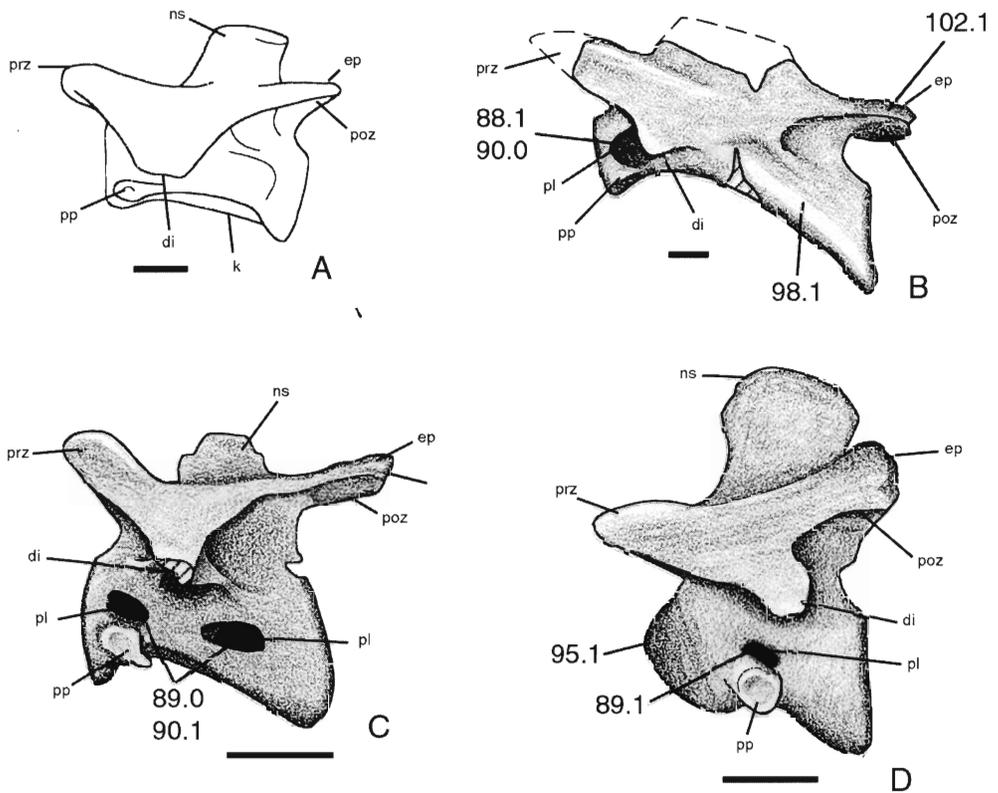 ns
prz
ep
poz
pp
di
k
A
102.1
prz
ep
88.1
90.0
pl
pp
di
poz
98.1
B
ns
prz
ep
poz
di
pl
pl
pp
89.0
90.1
C
ns
ep
prz
poz
di
95.1
pl
89.1
pp
D